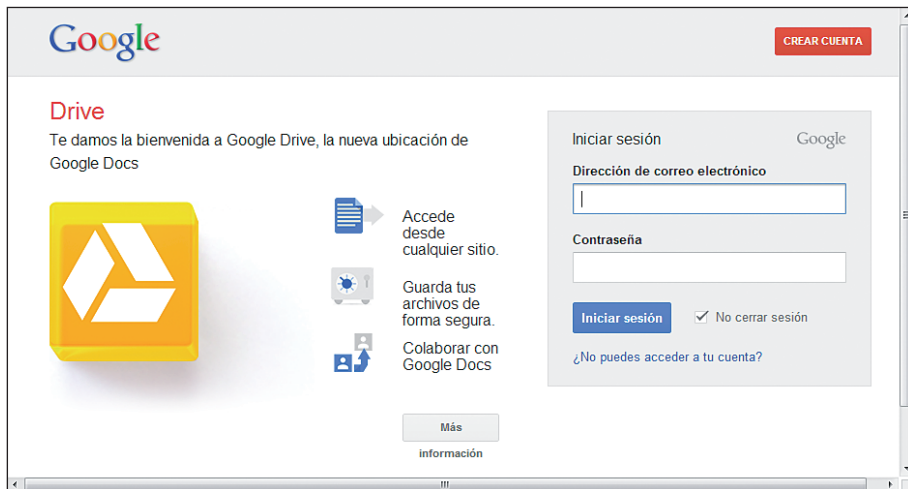 Google
CREAR CUENTA
Drive
Te damos la bienvenida a Google Drive, la nueva ubicación de
Google Docs
Accede
desde
cualquier sitio.
Guarda tus
archivos de
forma segura.
Colaborar con
Google Docs
Más
información
Iniciar sesión
Google
Dirección de correo electrónico
Contraseña
Iniciar sesión
No cerrar sesión
¿No puedes acceder a tu cuenta?